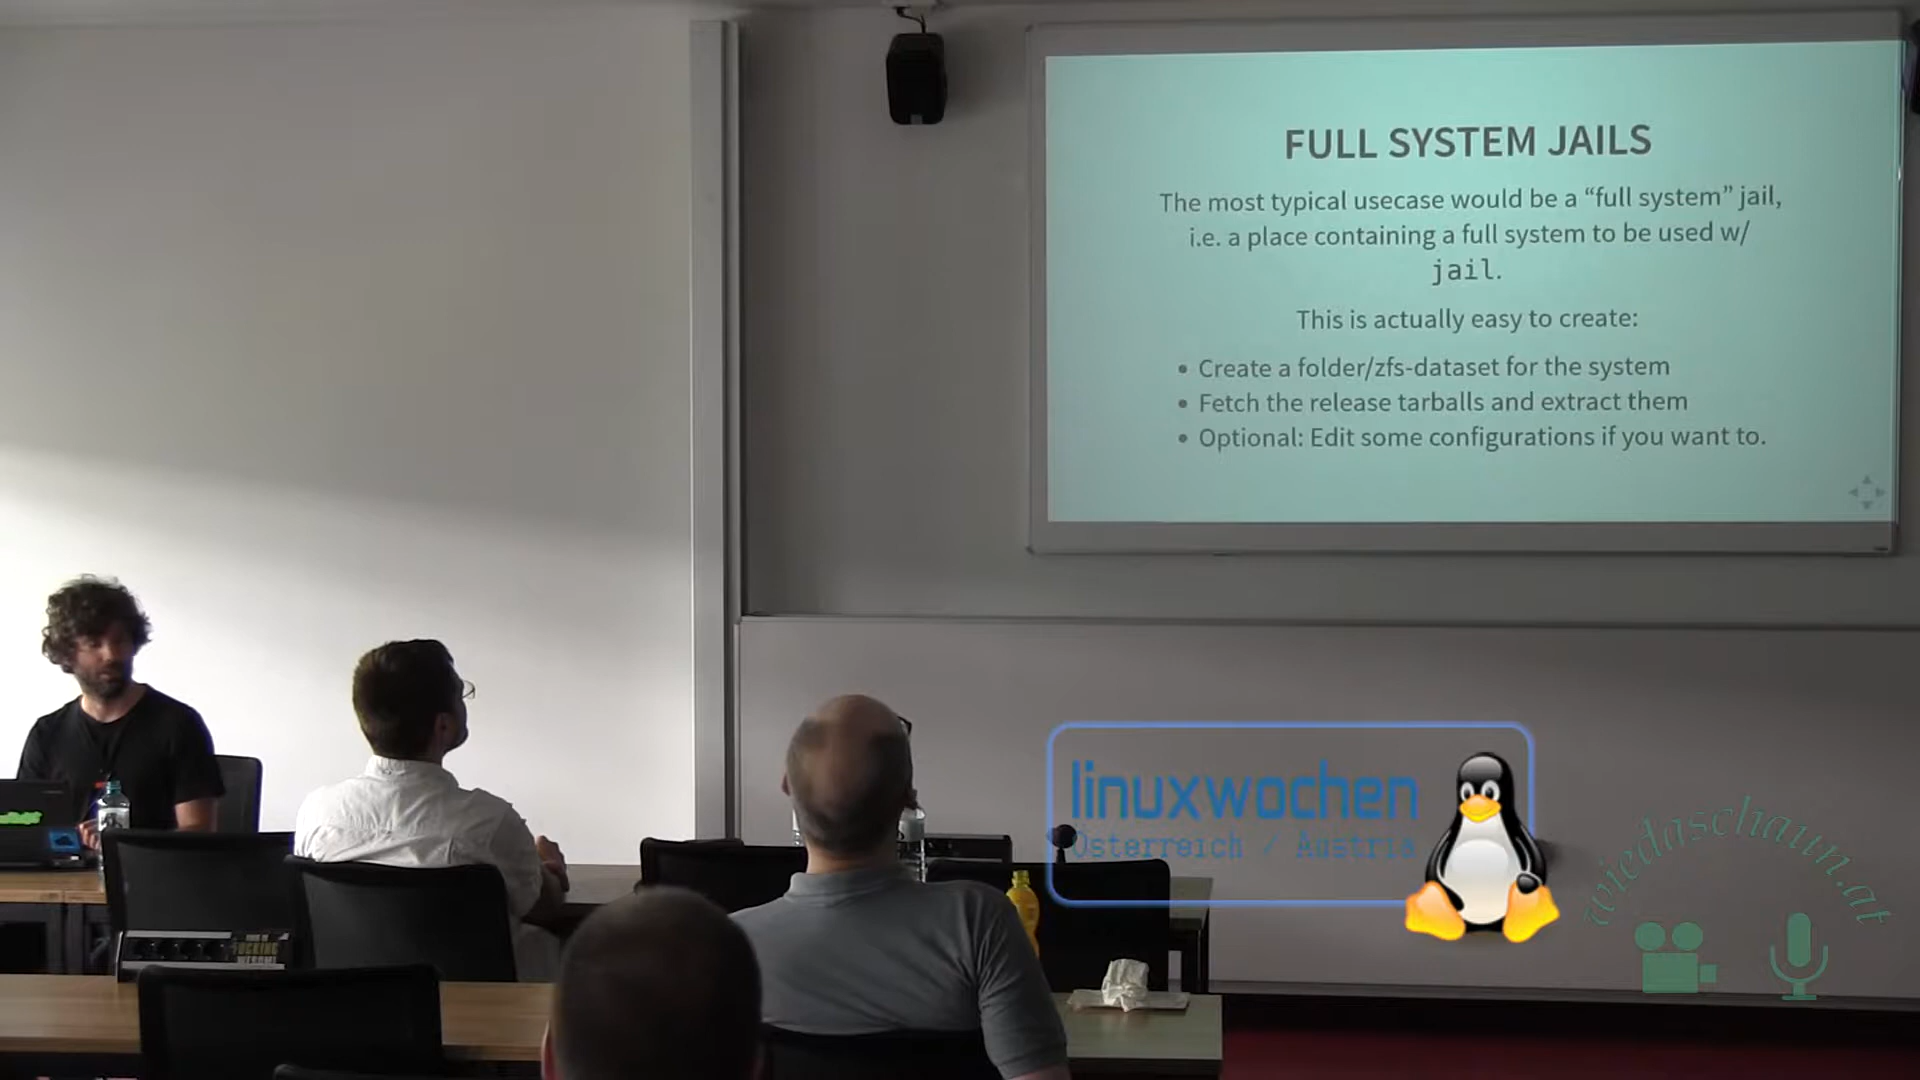 FULL SYSTEM JAILS
The most typical usecase would be a “full system” jail,
i.e. a place containing a full system to be used w/
jail.
This is actually easy to create:
• Create a folder/zfs-dataset for the system
• Fetch the release tarballs and extract them
• Optional: Edit some configurations if you want to.
linuxwochen
Österreich / Austria
wiedaschaun.at